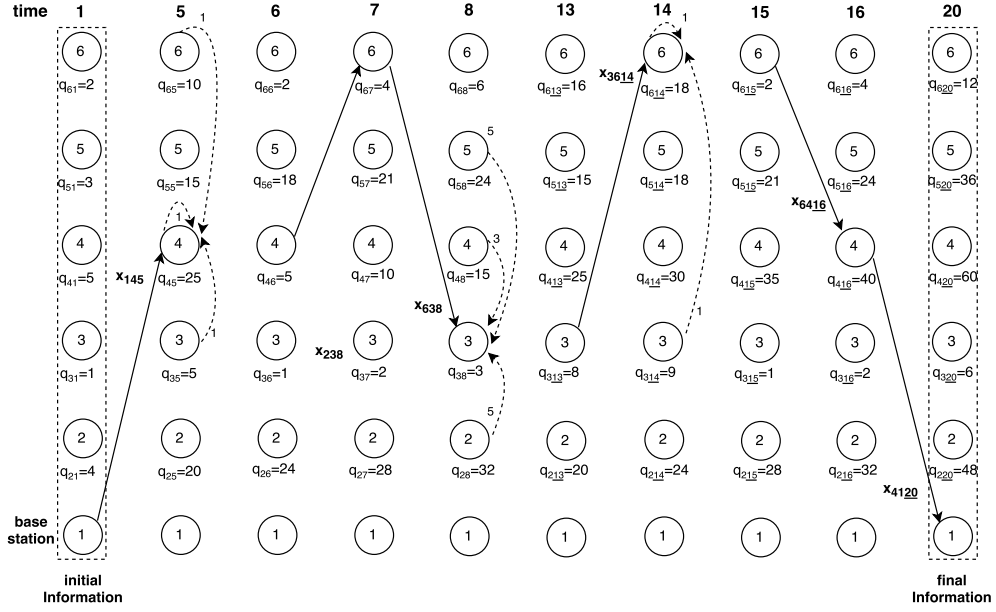 time 1 5 6 7 8 13 14 15 16 20
1 1
6 6 6 6 6 6 6 6 6 6
x3614
q61=2 q65=10 q66=2 q67=4 q68=6 q613=16 q614=18 q615=2 q616=4 q620=12
5
5 5 5 5 5 5 5 5 5 5
q51=3 q55=15 q56=18 q57=21 q58=24 q513=15 q514=18 q515=21 q516=24 q520=36
x6416
1 3
4 4 4 4 4 4 4 4 4 4
x145
q41=5 q45=25 q46=5 q47=10 q48=15 q413=25 q414=30 q415=35 q416=40 q420=60
x638
1 1
3 3 3 3 3 3 3 3 3 3
x238
q31=1 q35=5 q36=1 q37=2 q38=3 q313=8 q314=9 q315=1 q316=2 q320=6
5
2 2 2 2 2 2 2 2 2 2
q21=4 q25=20 q26=24 q27=28 q28=32 q213=20 q214=24 q215=28 q216=32 q220=48
x4120
base
station
1 1 1 1 1 1 1 1 1 1
initial
Information
final
Information